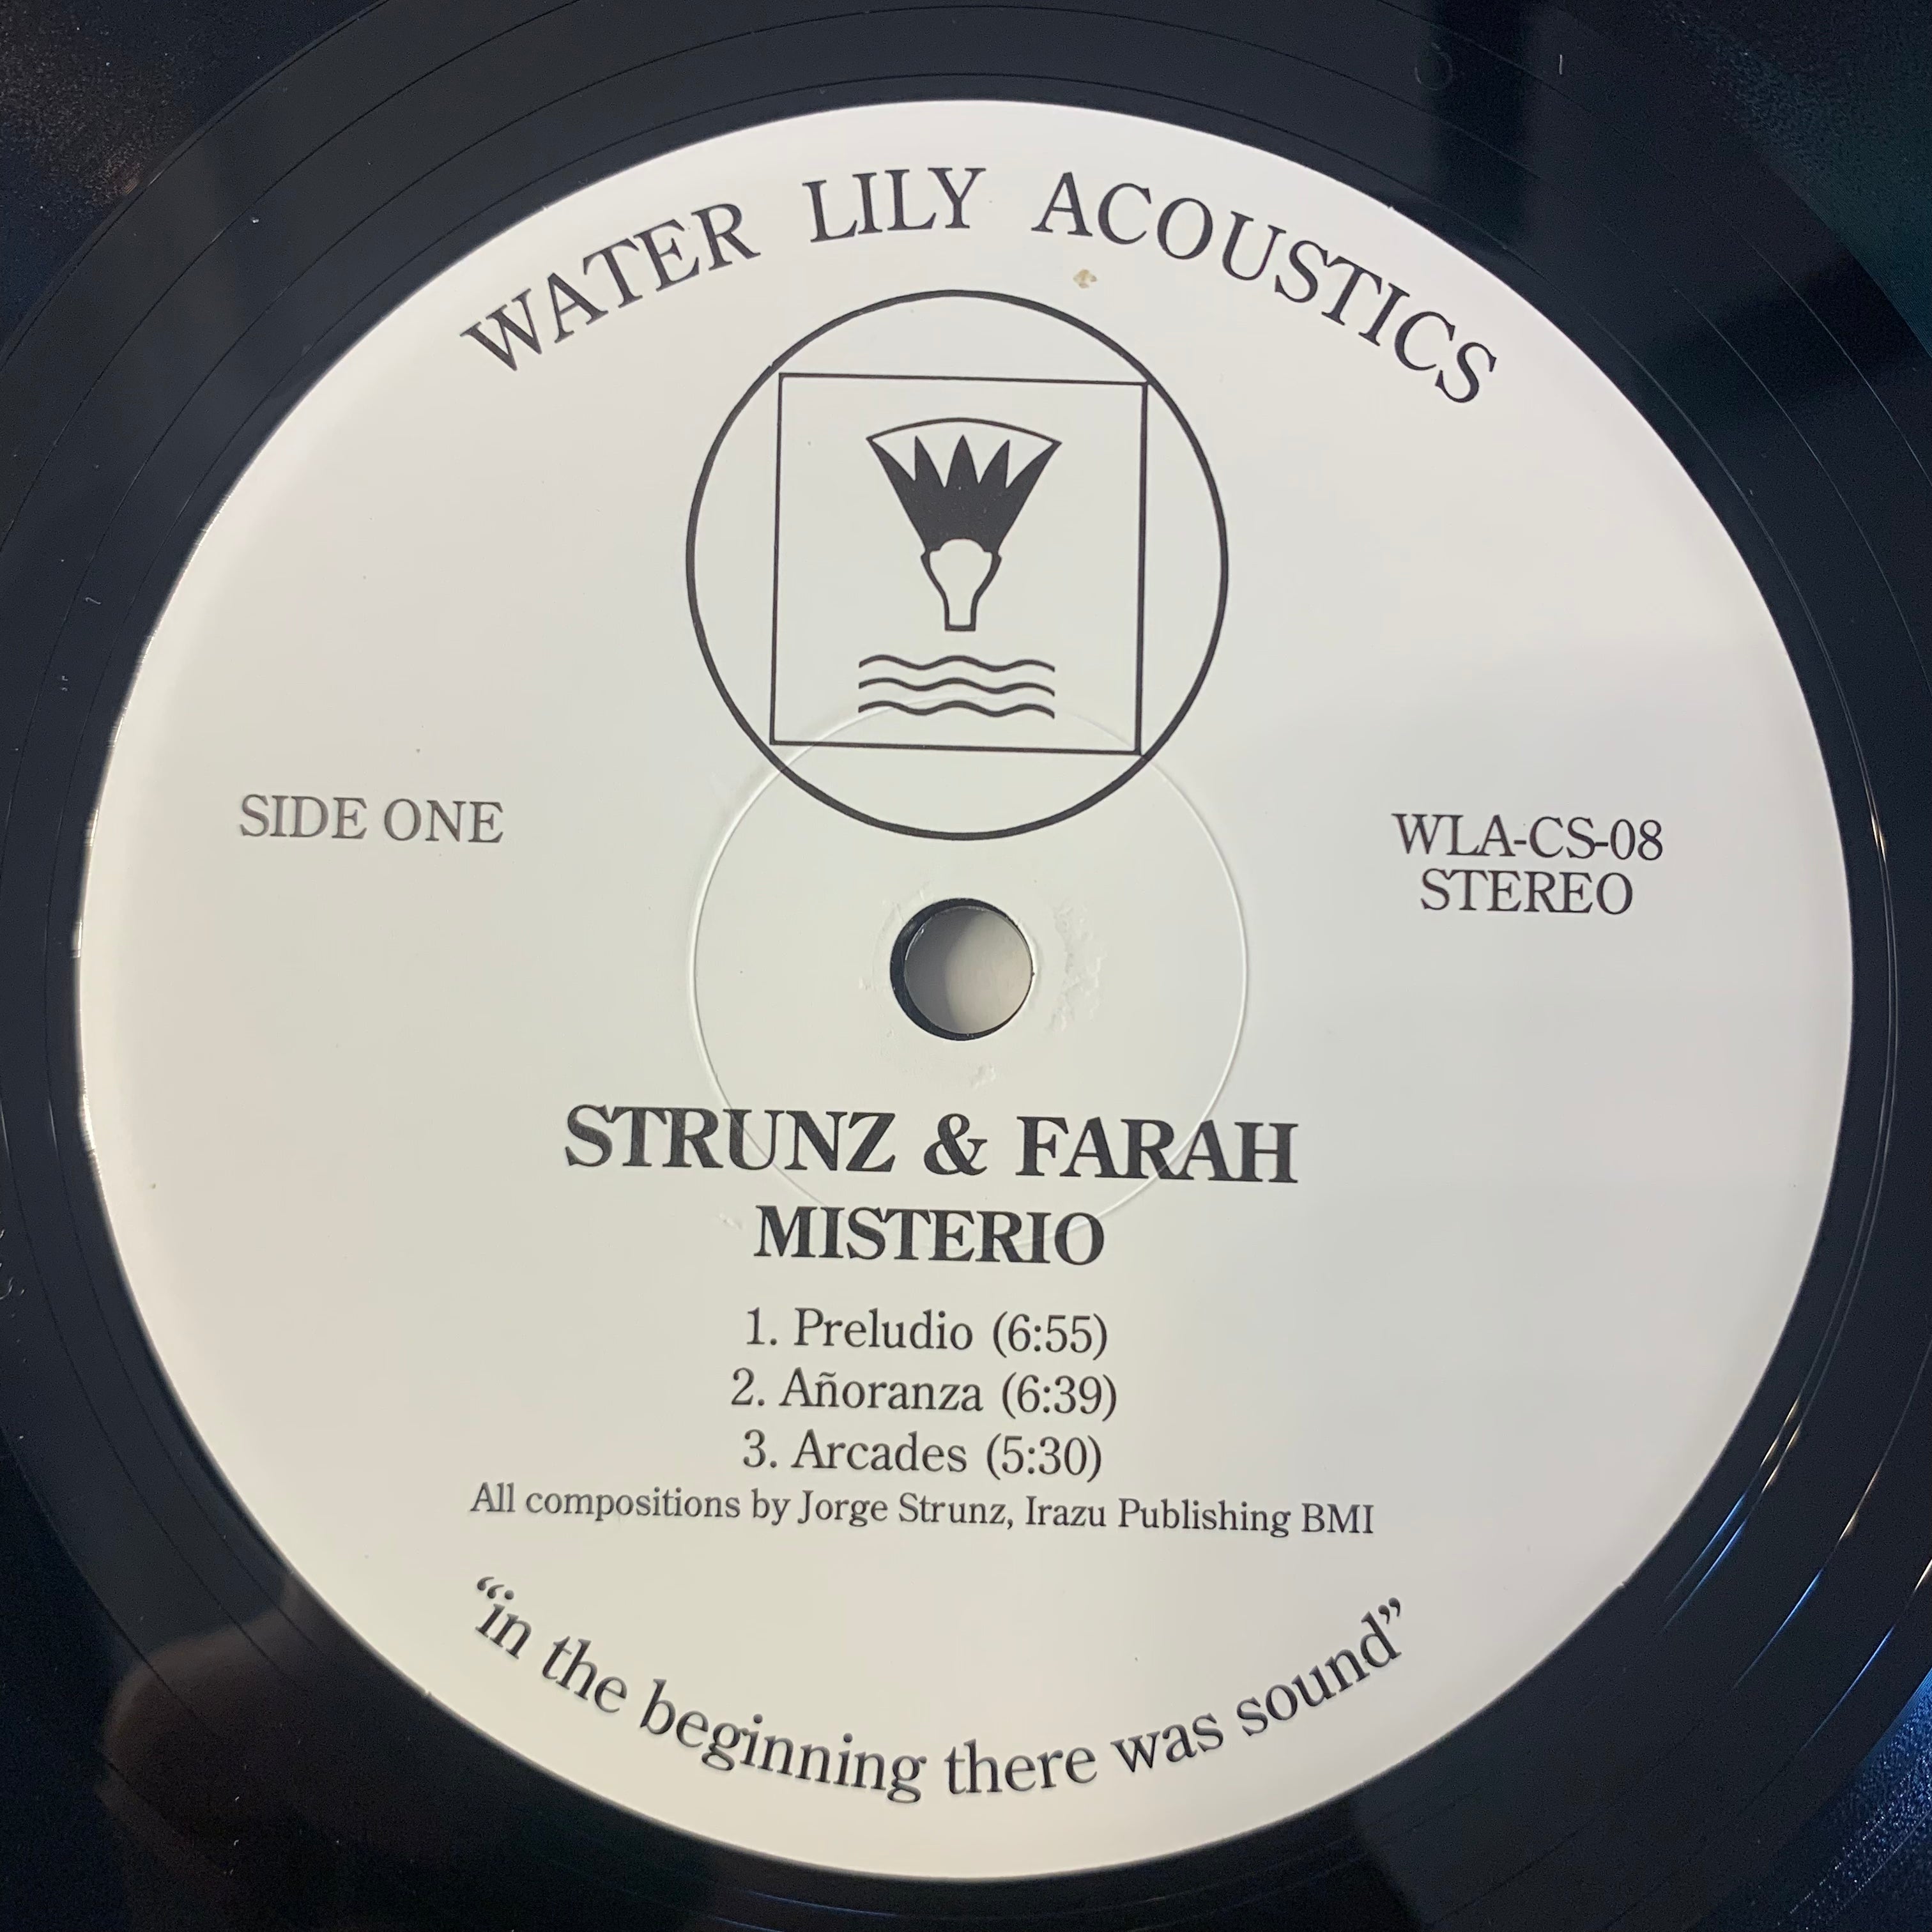 WATER LILY ACOUSTICS
SIDE ONE
WLA-CS-08
STEREO
STRUNZ & FARAH
MISTERIO
1. Preludio (6:55)
2. Añoranza (6:39)
3. Arcades (5:30)
All compositions by Jorge Strunz, Irazu Publishing BMI
“in the beginning there was sound”